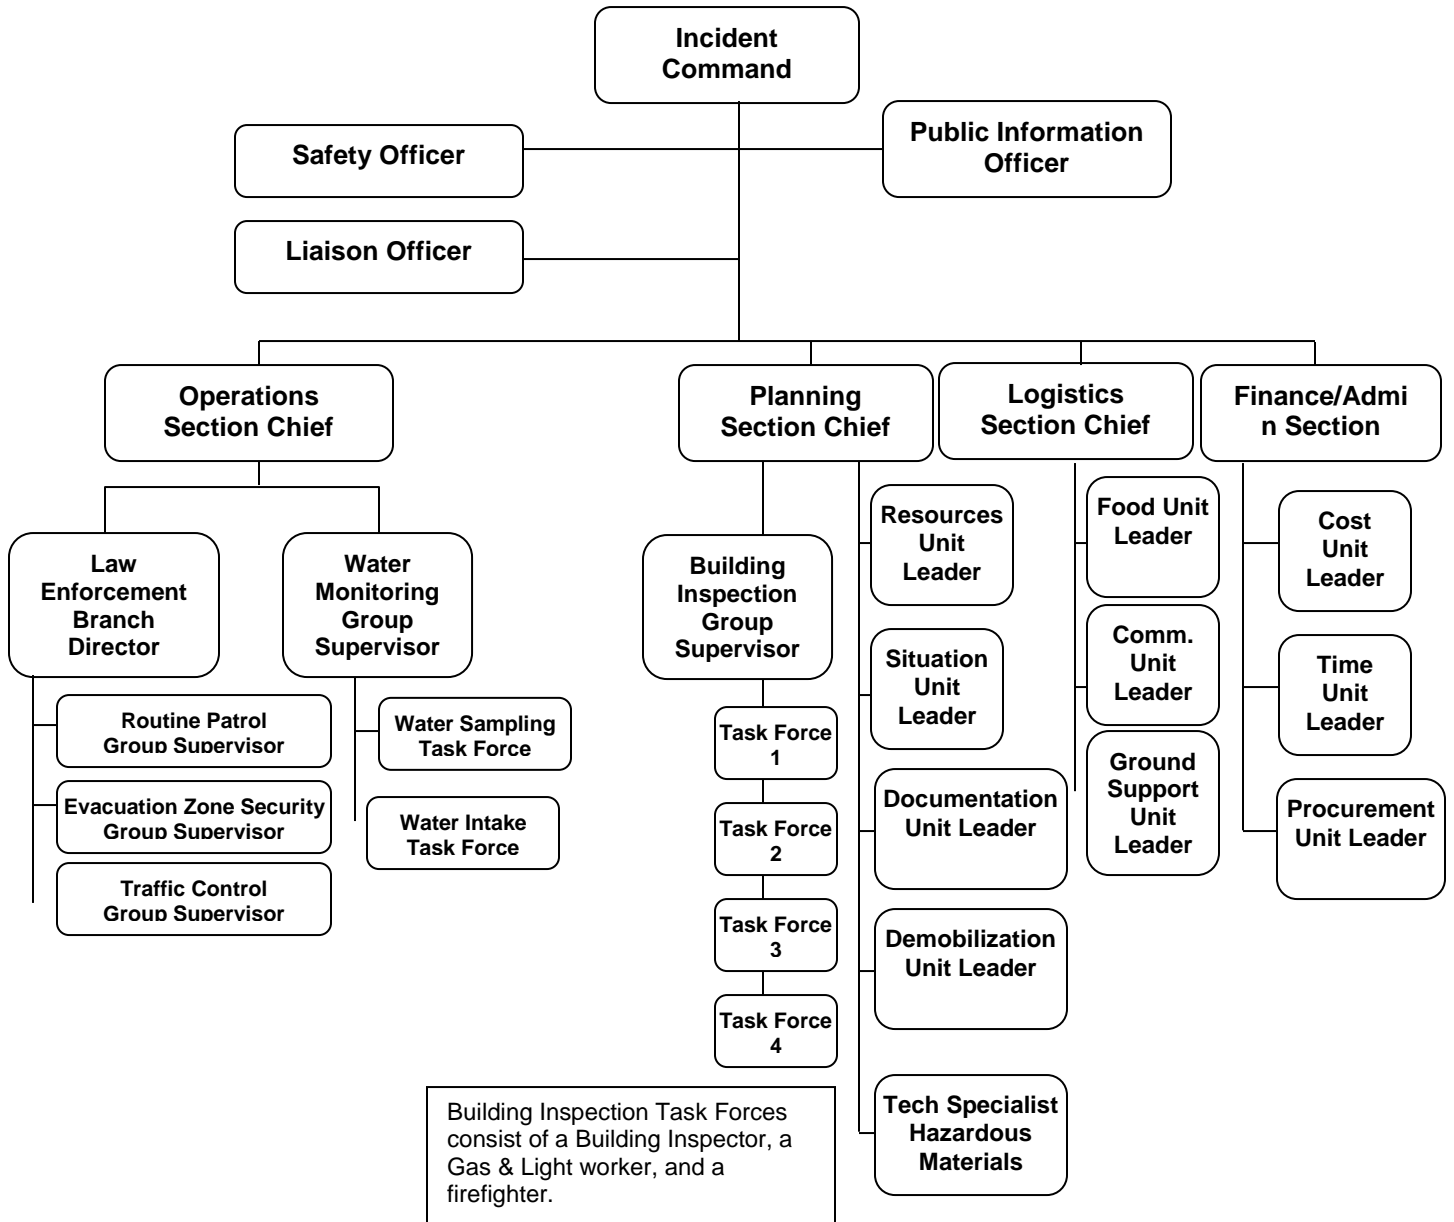 Incident
Command
Safety Officer
Public Information
Officer
Liaison Officer
Operations
Section Chief
Planning
Section Chief
Logistics
Section Chief
Finance/Admi
n Section
Law
Enforcement
Branch
Director
Water
Monitoring
Group
Supervisor
Routine Patrol
Group Supervisor
Evacuation Zone Security
Group Supervisor
Traffic Control
Group Supervisor
Water Sampling
Task Force
Water Intake
Task Force
Building
Inspection
Group
Supervisor
Task Force
1
Task Force
2
Task Force
3
Task Force
4
Resources
Unit
Leader
Situation
Unit
Leader
Documentation
Unit Leader
Demobilization
Unit Leader
Tech Specialist
Hazardous
Materials
Food Unit
Leader
Comm.
Unit
Leader
Ground
Support
Unit
Leader
Cost
Unit
Leader
Time
Unit
Leader
Procurement
Unit Leader
Building Inspection Task Forces
consist of a Building Inspector, a
Gas & Light worker, and a
firefighter.